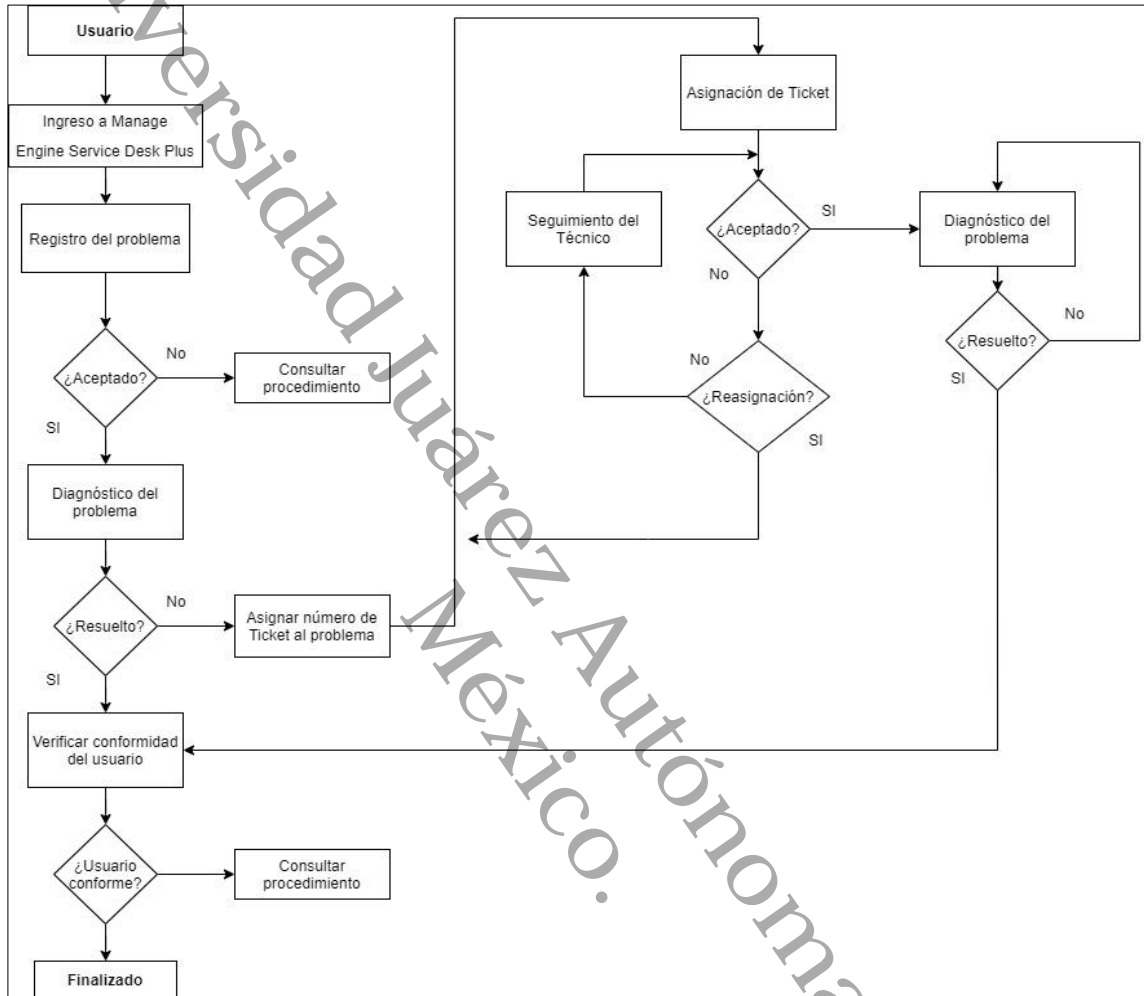 Usuario
Ingreso a Manage
Engine Service Desk Plus
Registro del problema
¿Aceptado?
No
Consultar
procedimiento
SI
Diagnóstico del
problema
¿Resuelto?
No
Asignar número de
Ticket al problema
SI
Verificar conformidad
del usuario
¿Usuario
conforme?
Consultar
procedimiento
Finalizado
Asignación de Ticket
Seguimiento del
Técnico
¿Aceptado?
SI
No
Diagnóstico del
problema
¿Resuelto?
No
SI
No
¿Reasignación?
SI
versidad Juárez Autónoma
México.